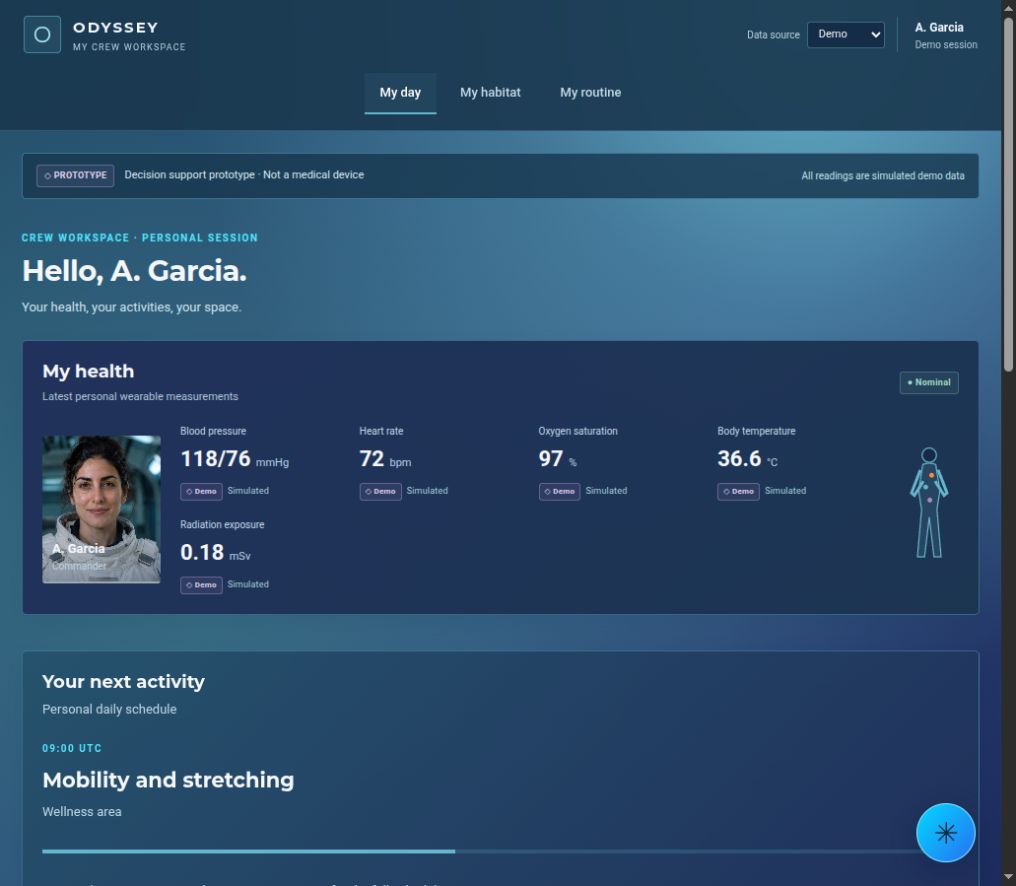 ODYSSEY
MY CREW WORKSPACE
Data source
Demo
A. Garcia
Demo session
My day
My habitat
My routine
◇ PROTOTYPE
Decision support prototype · Not a medical device
All readings are simulated demo data
CREW WORKSPACE · PERSONAL SESSION
Hello, A. Garcia.
Your health, your activities, your space.
My health
Latest personal wearable measurements
● Nominal
A. Garcia
Commander
Blood pressure
118/76 mmHg
◇ Demo Simulated
Heart rate
72 bpm
◇ Demo Simulated
Oxygen saturation
97 %
◇ Demo Simulated
Body temperature
36.6 °C
◇ Demo Simulated
Radiation exposure
0.18 mSv
◇ Demo Simulated
Your next activity
Personal daily schedule
09:00 UTC
Mobility and stretching
Wellness area